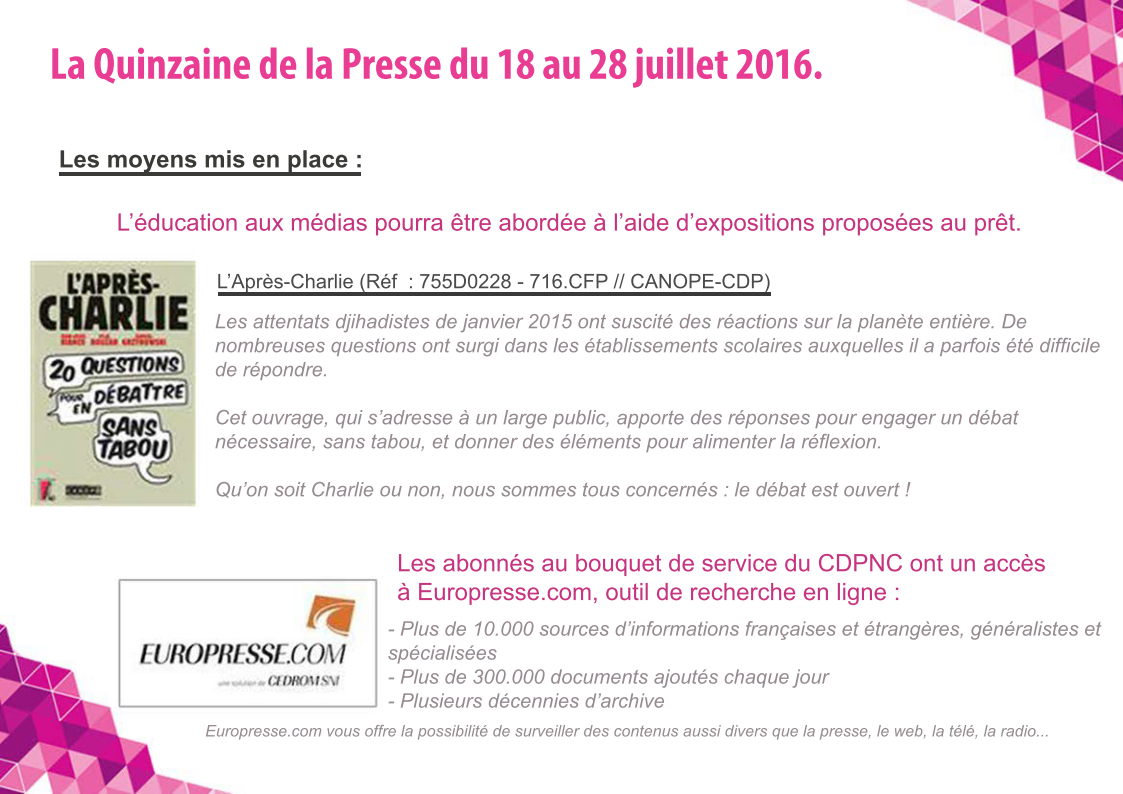 La Quinzaine de la Presse du 18 au 28 juillet 2016.
Les moyens mis en place :
L’éducation aux médias pourra être abordée à l’aide d’expositions proposées au prêt.
L'APRÈS-
CHARLIE
20 QUESTIONS
POUR EN DÉBATTRE
SANS
TABOU
L’Après-Charlie (Réf : 755D0228 - 716.CFP // CANOPE-CDP)
Les attentats djihadistes de janvier 2015 ont suscité des réactions sur la planète entière. De
nombreuses questions ont surgi dans les établissements scolaires auxquelles il a parfois été difficile
de répondre.
Cet ouvrage, qui s’adresse à un large public, apporte des réponses pour engager un débat
nécessaire, sans tabou, et donner des éléments pour alimenter la réflexion.
Qu’on soit Charlie ou non, nous sommes tous concernés : le débat est ouvert !
Les abonnés au bouquet de service du CDPNC ont un accès
à Europresse.com, outil de recherche en ligne :
EUROPRESSE.COM
une solution de CEDROM SNi
- Plus de 10.000 sources d’informations françaises et étrangères, généralistes et
spécialisées
- Plus de 300.000 documents ajoutés chaque jour
- Plusieurs décennies d’archive
Europresse.com vous offre la possibilité de surveiller des contenus aussi divers que la presse, le web, la télé, la radio...